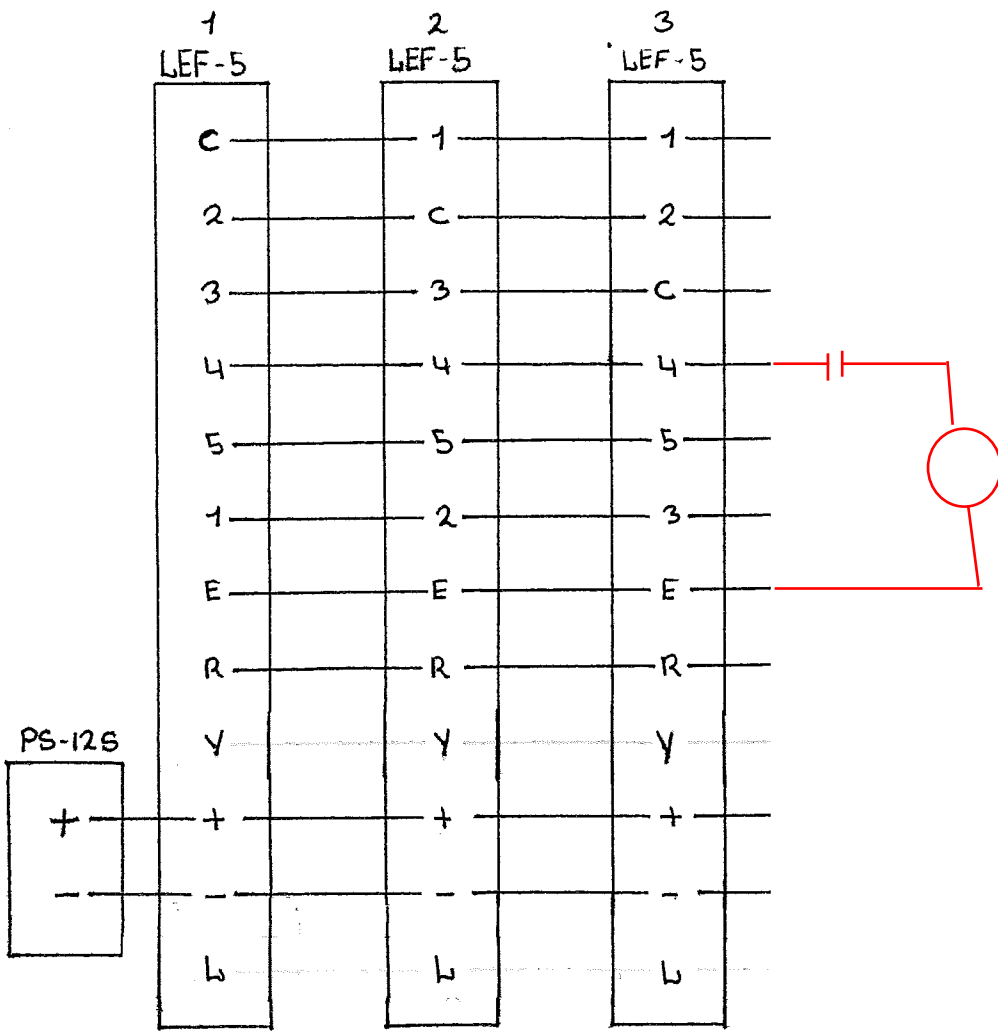 1 2 3
LEF-5 LEF-5 LEF-5
C 1 1
2 C 2
3 3 C
4 4 4
5 5 5
1 2 3
E E E
R R R
PS-12S Y Y Y
+ + + +
- - - -
L L L